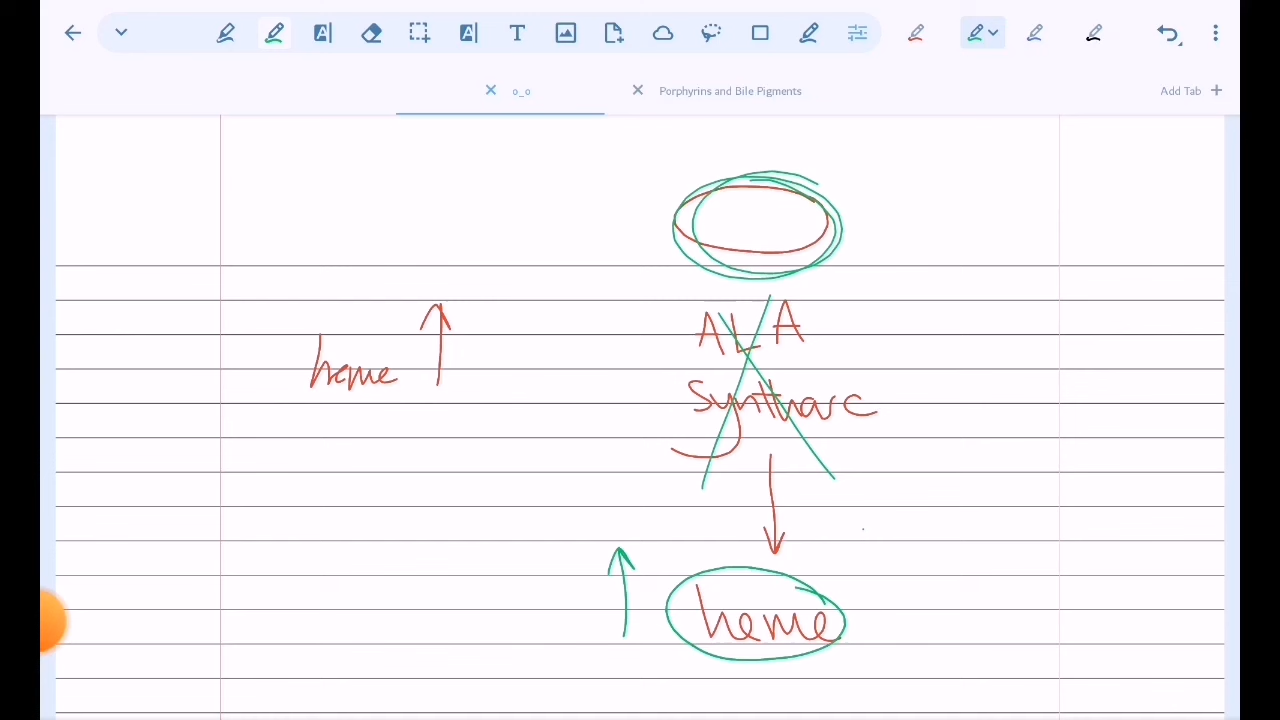 o_o
Porphyrins and Bile Pigments
Add Tab
ALA
heme
Synthase
heme